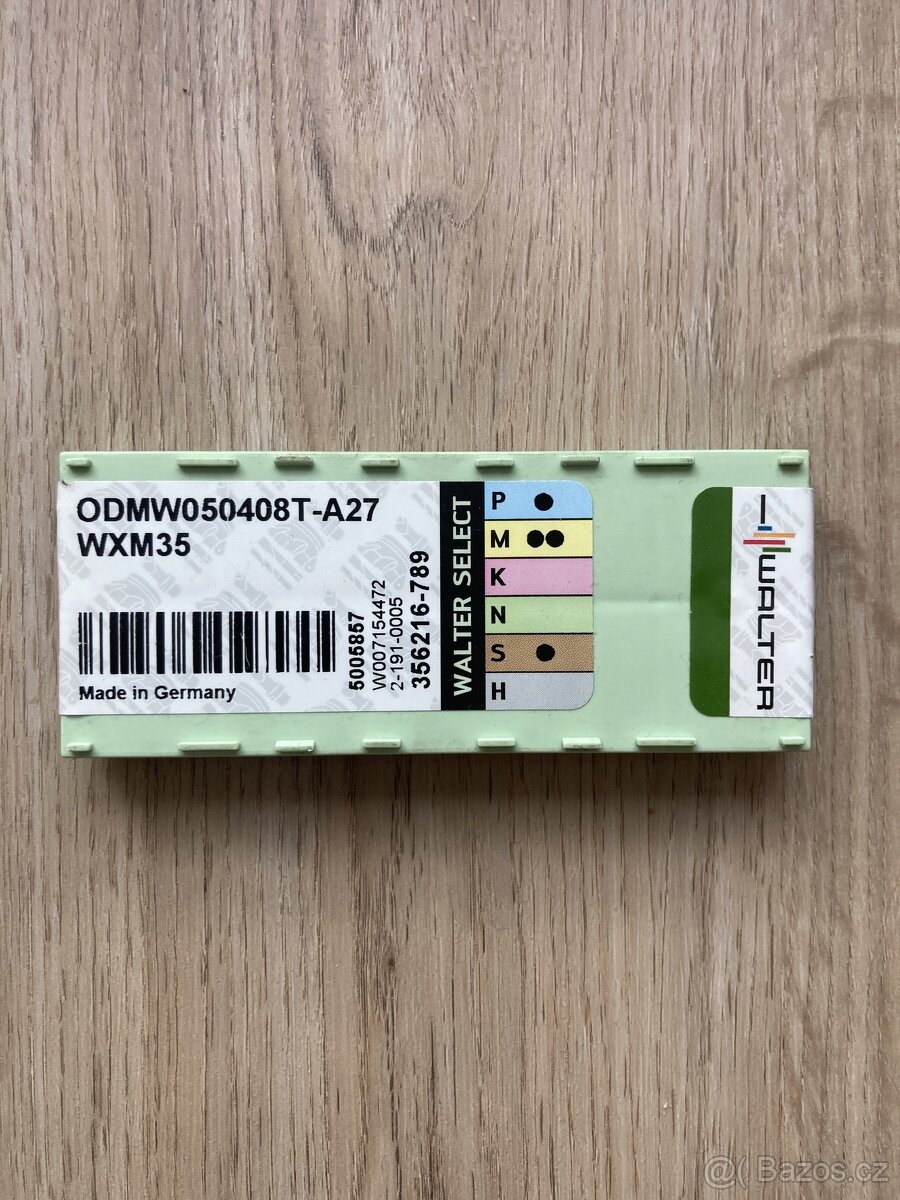 ODMW050408T-A27
WXM35
Made in Germany
5005857
W007154472
2-191-0005
356216-789
WALTER SELECT
P
M
K
N
S
H
WALTER
@( Bazos.cz